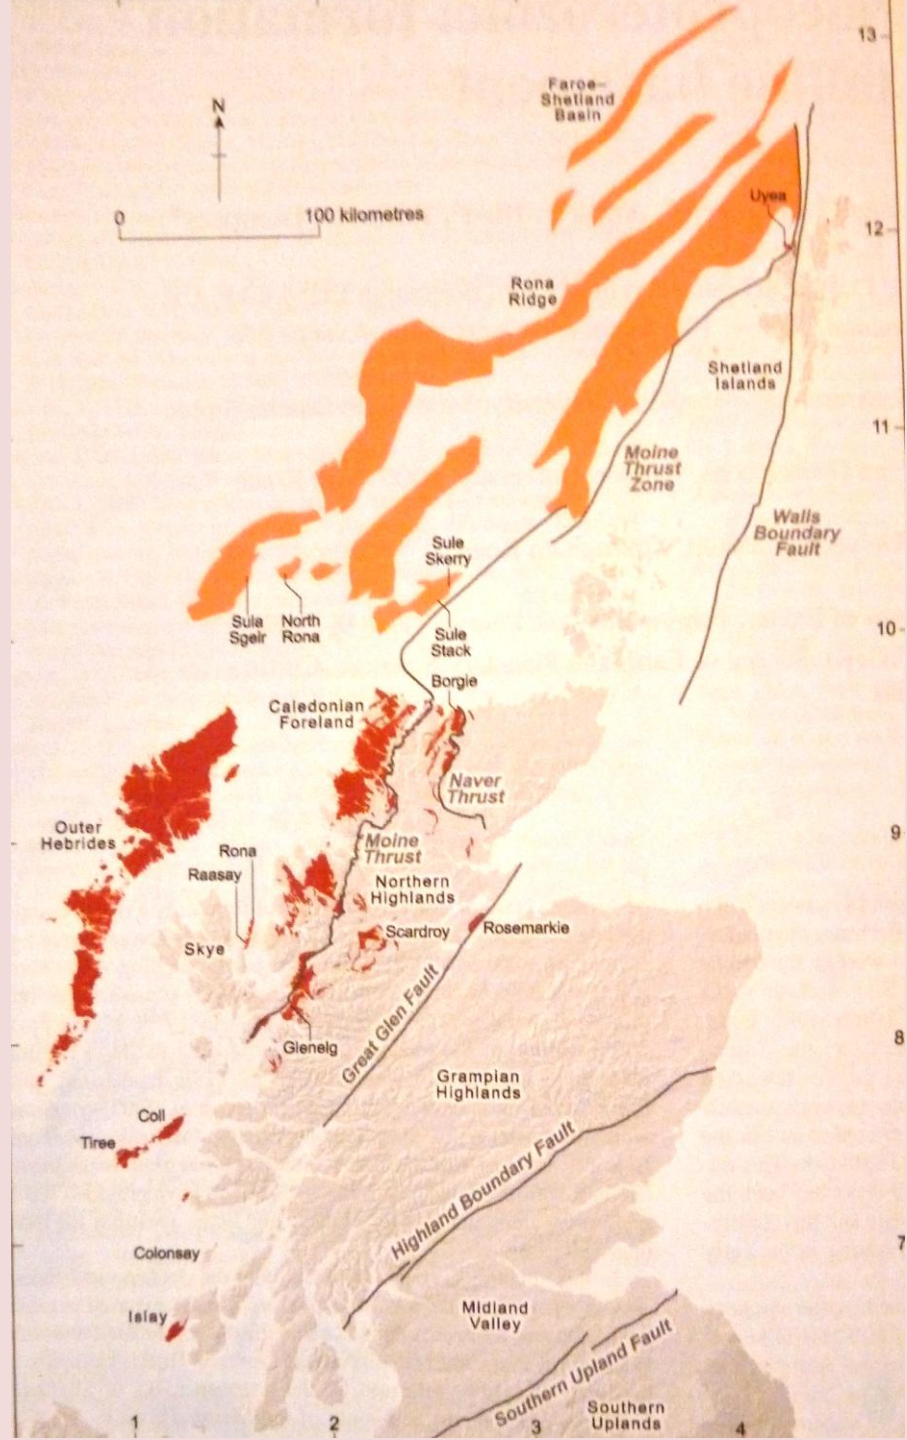 13
Faroe–
Shetland
Basin
N
0
100 kilometres
Uyea
12
Rona
Ridge
Shetland
Islands
11
Moine
Thrust
Zone
Walls
Boundary
Fault
Sule
Skerry
10
Sula
Sgeir
North
Rona
Sule
Stack
Borgie
Caledonian
Foreland
Naver
Thrust
Outer
Hebrides
9
Moine
Thrust
Rona
Raasay
Northern
Highlands
Skye
Scardroy
Rosemarkie
Great Glen Fault
Glenelg
8
Grampian
Highlands
Coll
Tiree
Highland Boundary Fault
Colonsay
7
Islay
Midland
Valley
Southern Upland Fault
Southern
Uplands
1
2
3
4